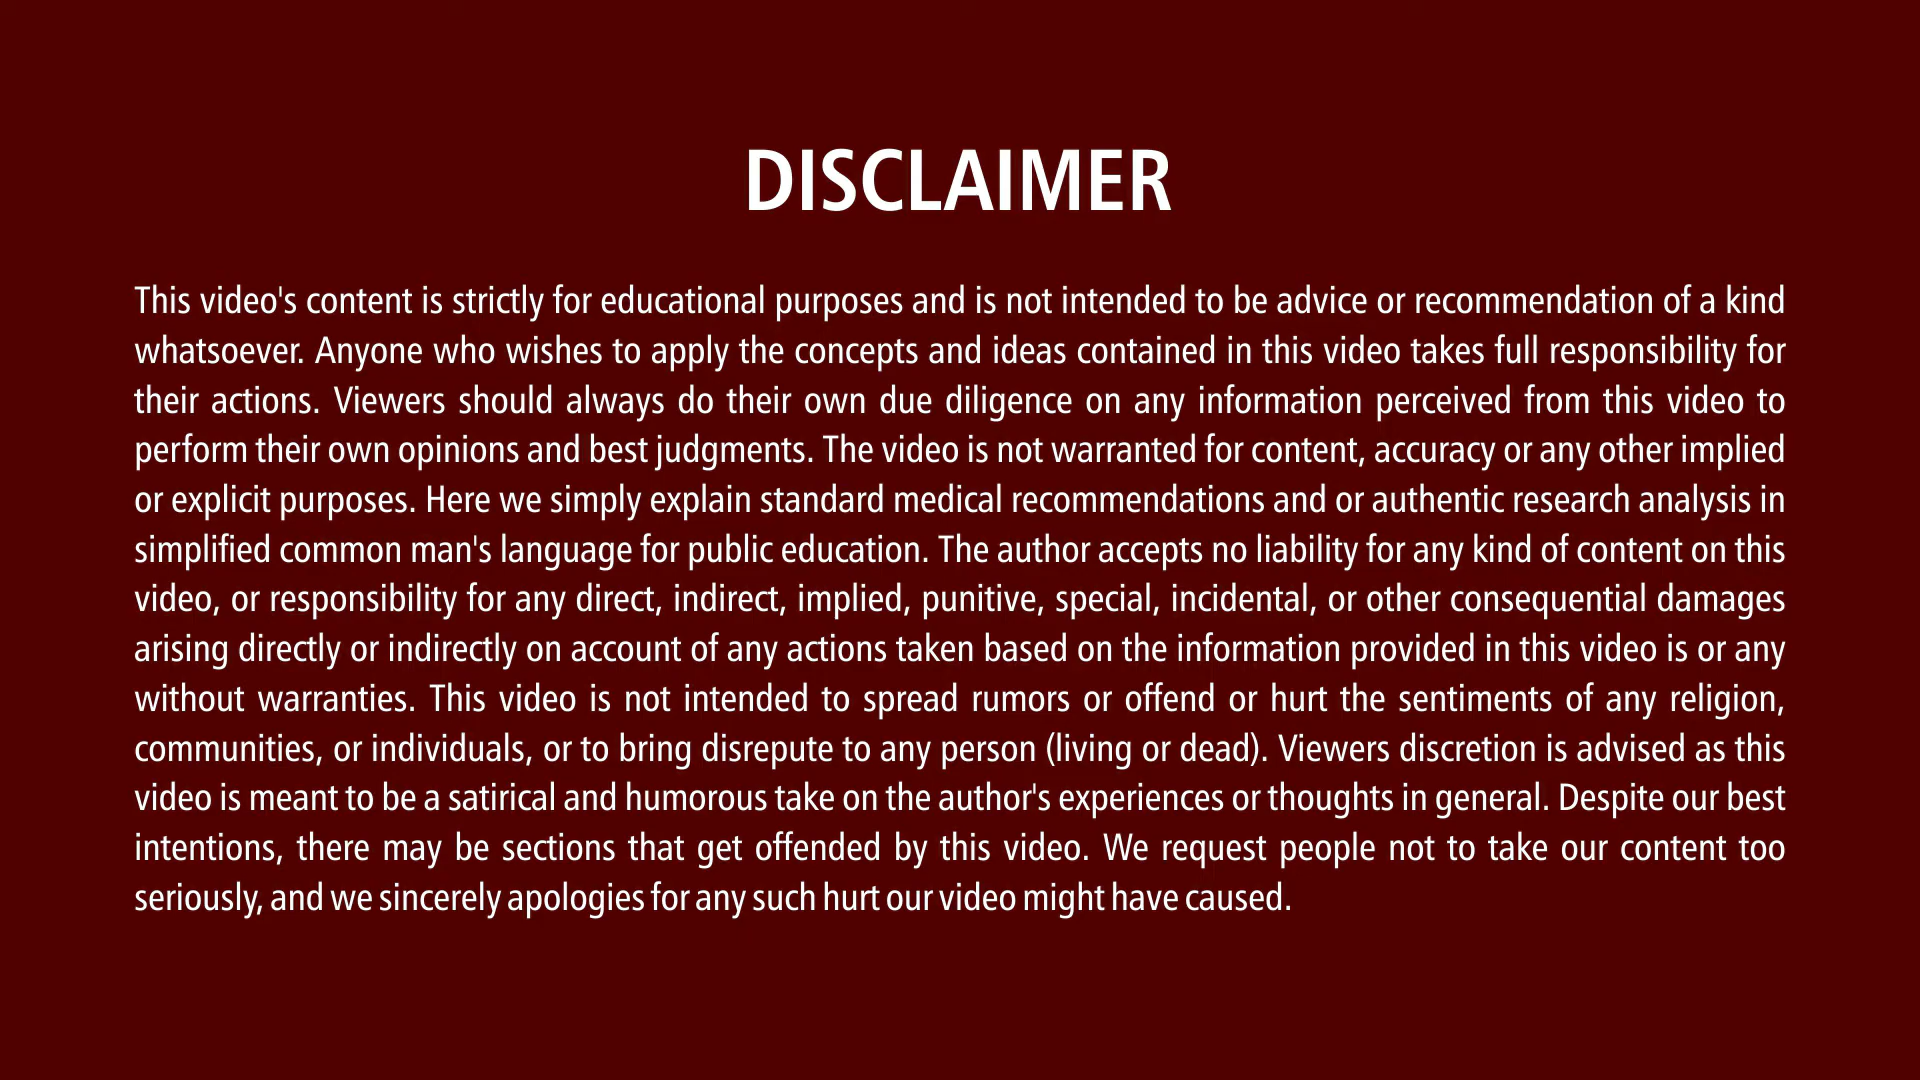 DISCLAIMER
This video's content is strictly for educational purposes and is not intended to be advice or recommendation of a kind
whatsoever. Anyone who wishes to apply the concepts and ideas contained in this video takes full responsibility for
their actions. Viewers should always do their own due diligence on any information perceived from this video to
perform their own opinions and best judgments. The video is not warranted for content, accuracy or any other implied
or explicit purposes. Here we simply explain standard medical recommendations and or authentic research analysis in
simplified common man's language for public education. The author accepts no liability for any kind of content on this
video, or responsibility for any direct, indirect, implied, punitive, special, incidental, or other consequential damages
arising directly or indirectly on account of any actions taken based on the information provided in this video is or any
without warranties. This video is not intended to spread rumors or offend or hurt the sentiments of any religion,
communities, or individuals, or to bring disrepute to any person (living or dead). Viewers discretion is advised as this
video is meant to be a satirical and humorous take on the author's experiences or thoughts in general. Despite our best
intentions, there may be sections that get offended by this video. We request people not to take our content too
seriously, and we sincerely apologies for any such hurt our video might have caused.